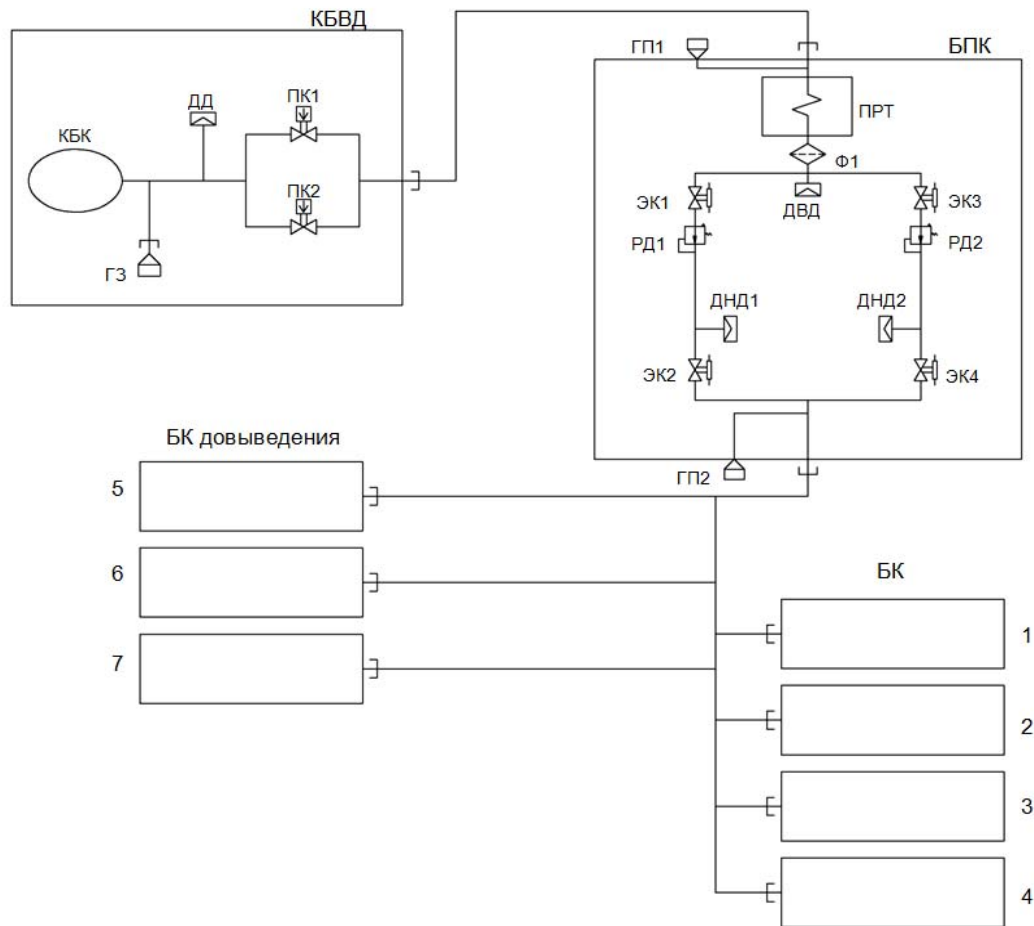 КБВД
КБК
ДД
ПК1
ПК2
ГЗ
ГП1
БПК
ПРТ
Ф1
ЭК1
ДВД
ЭК3
РД1
РД2
ДНД1
ДНД2
ЭК2
ЭК4
ГП2
БК довыведения
5
6
7
БК
1
2
3
4